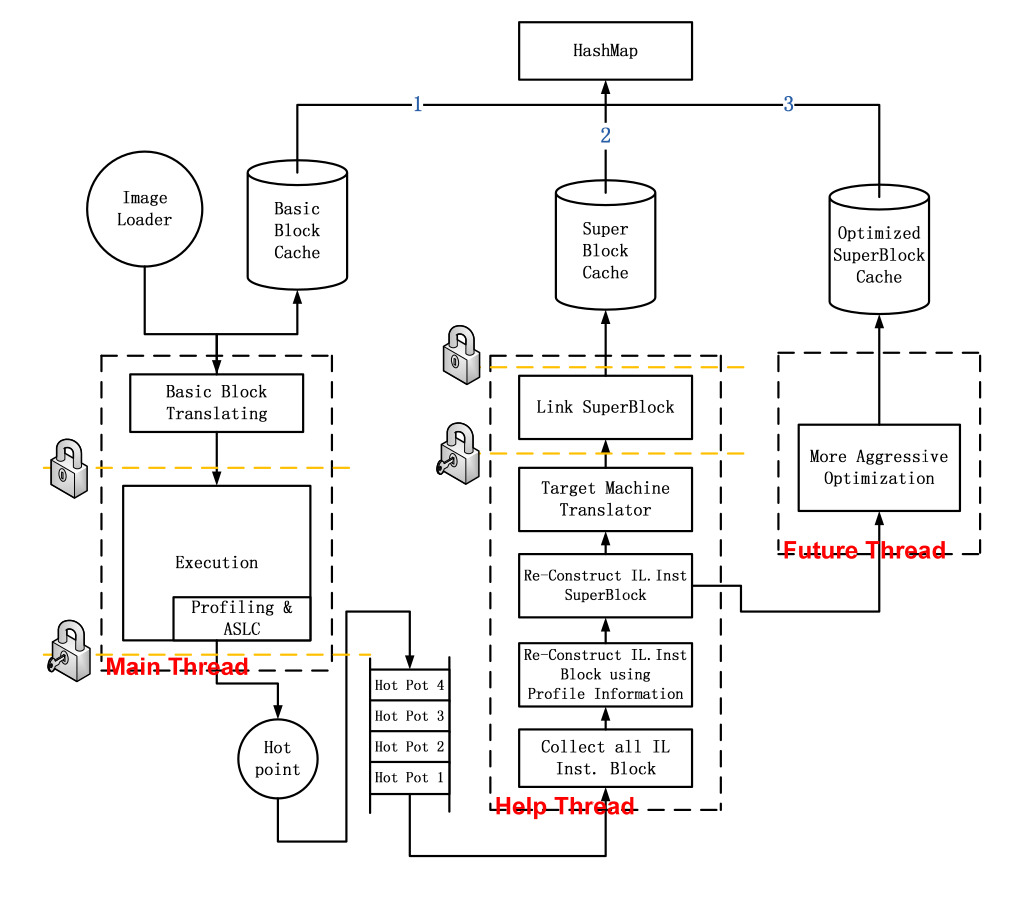 HashMap
1
3
2
Image
Loader
Basic
Block
Cache
Super
Block
Cache
Optimized
SuperBlock
Cache
Basic Block
Translating
Link SuperBlock
More Aggressive
Optimization
Target Machine
Translator
Future Thread
Execution
Re-Construct IL.Inst
SuperBlock
Profiling &
ASLC
Main Thread
Re-Construct IL.Inst
Block using
Profile Information
Hot Pot 4
Hot Pot 3
Hot Pot 2
Hot Pot 1
Hot
point
Collect all IL
Inst. Block
Help Thread